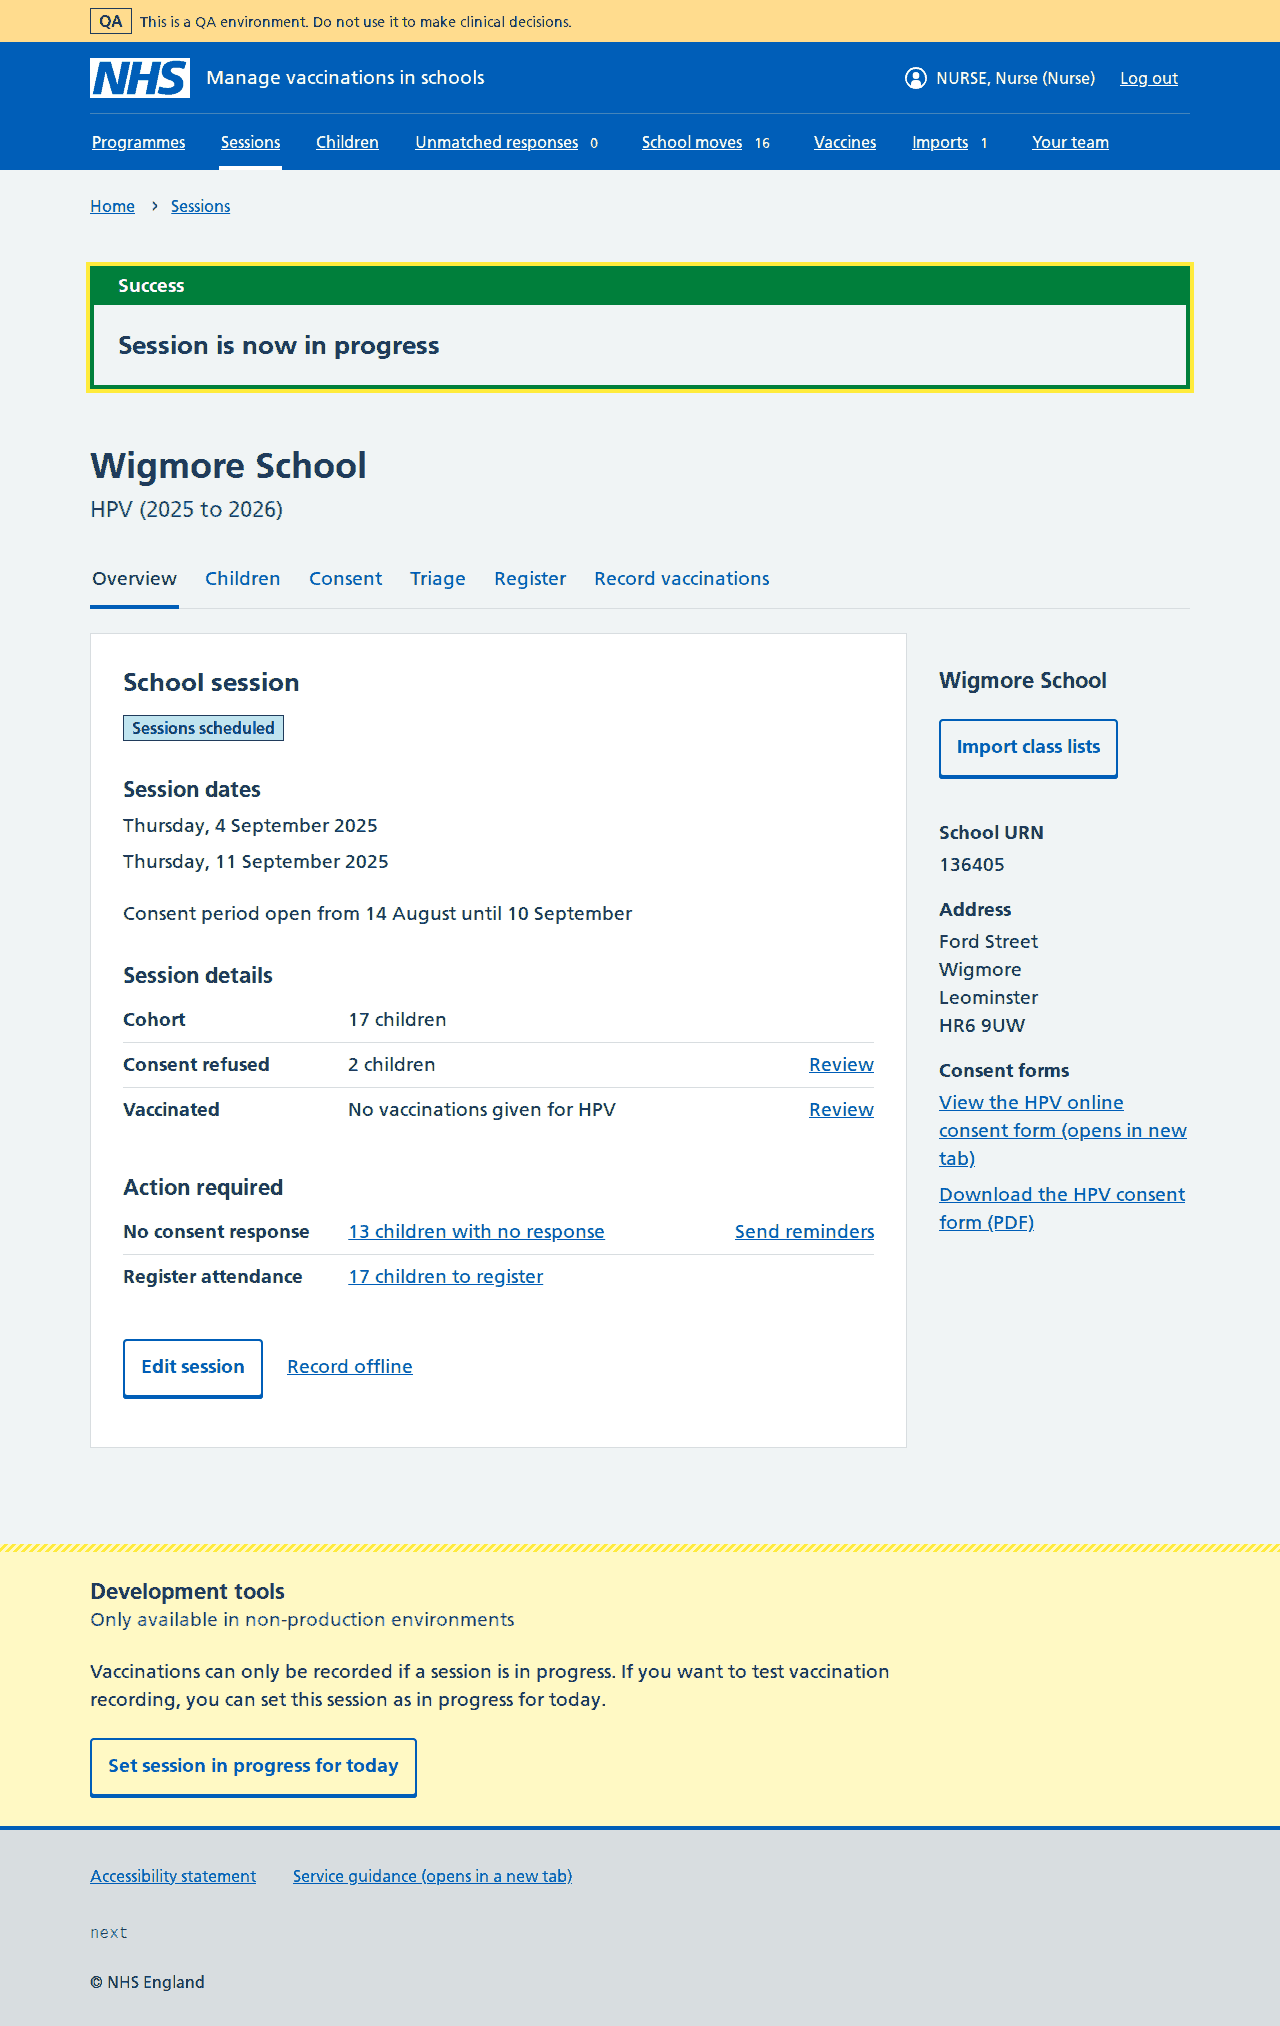 QA This is a QA environment. Do not use it to make clinical decisions.
NHS Manage vaccinations in schools NURSE, Nurse (Nurse) Log out
Programmes Sessions Children Unmatched responses 0 School moves 16 Vaccines Imports 1 Your team
Home › Sessions
Success
Session is now in progress
Wigmore School
HPV (2025 to 2026)
Overview Children Consent Triage Register Record vaccinations
School session
Sessions scheduled
Session dates
Thursday, 4 September 2025
Thursday, 11 September 2025
Consent period open from 14 August until 10 September
Session details
Cohort 17 children
Consent refused 2 children Review
Vaccinated No vaccinations given for HPV Review
Action required
No consent response 13 children with no response Send reminders
Register attendance 17 children to register
Edit session Record offline
Wigmore School
Import class lists
School URN
136405
Address
Ford Street
Wigmore
Leominster
HR6 9UW
Consent forms
View the HPV online
consent form (opens in new
tab)
Download the HPV consent
form (PDF)
Development tools
Only available in non-production environments
Vaccinations can only be recorded if a session is in progress. If you want to test vaccination
recording, you can set this session as in progress for today.
Set session in progress for today
Accessibility statement Service guidance (opens in a new tab)
next
© NHS England